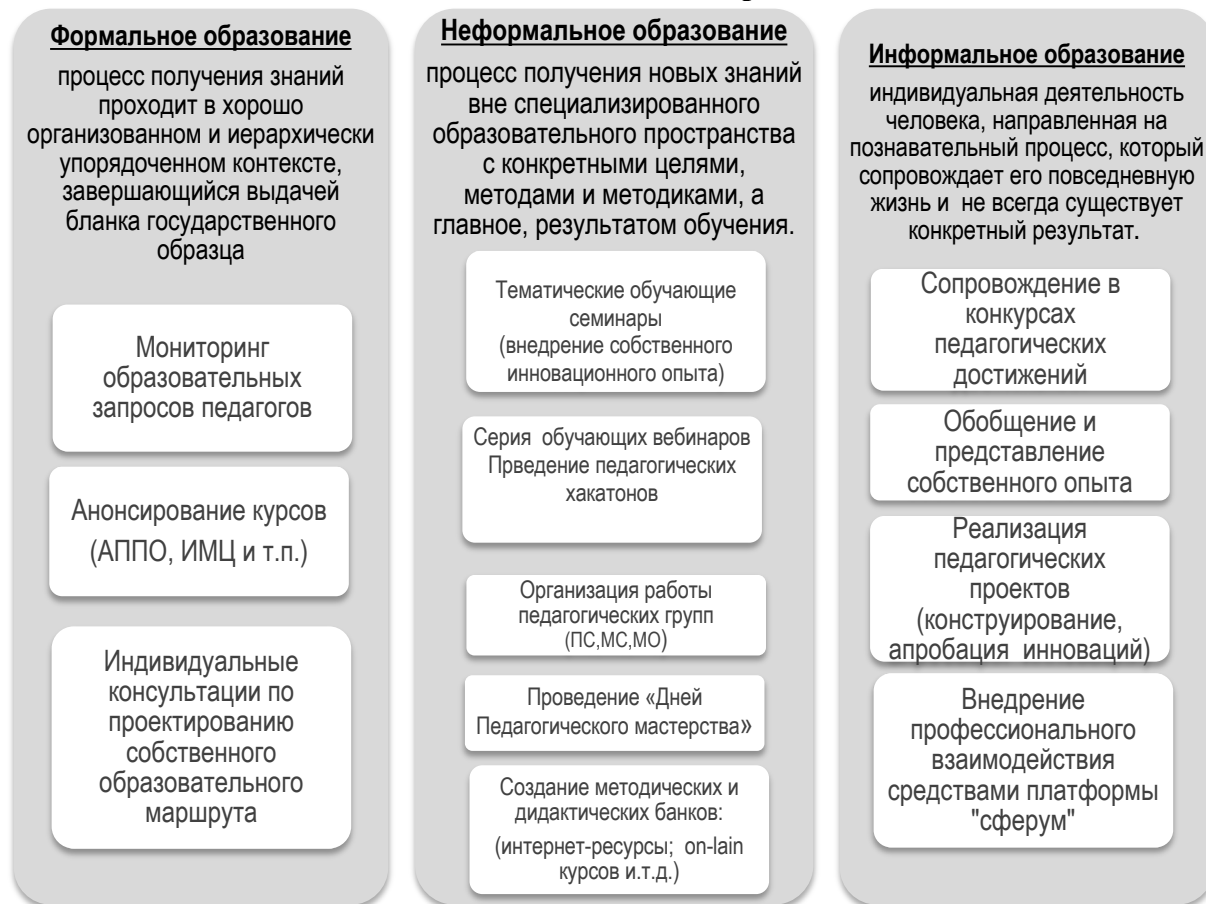 Формальное образование
процесс получения знаний
проходит в хорошо
организованном и иерархически
упорядоченном контексте,
завершающийся выдачей
бланка государственного
образца
Мониторинг
образовательных
запросов педагогов
Анонсирование курсов
(АППО, ИМЦ и т.п.)
Индивидуальные
консультации по
проектированию
собственного
образовательного
маршрута
Неформальное образование
процесс получения новых знаний
вне специализированного
образовательного пространства
с конкретными целями,
методами и методиками, а
главное, результатом обучения.
Тематические обучающие
семинары
(внедрение собственного
инновационного опыта)
Серия обучающих вебинаров
Прведение педагогических
хакатонов
Организация работы
педагогических групп
(ПС,МС,МО)
Проведение «Дней
Педагогического мастерства»
Создание методических и
дидактических банков:
(интернет-ресурсы; on-lain
курсов и.т.д.)
Информальное образование
индивидуальная деятельность
человека, направленная на
познавательный процесс, который
сопровождает его повседневную
жизнь и не всегда существует
конкретный результат.
Сопровождение в
конкурсах
педагогических
достижений
Обобщение и
представление
собственного опыта
Реализация
педагогических
проектов
(конструирование,
апробация инноваций)
Внедрение
профессионального
взаимодействия
средствами платформы
"сферум"